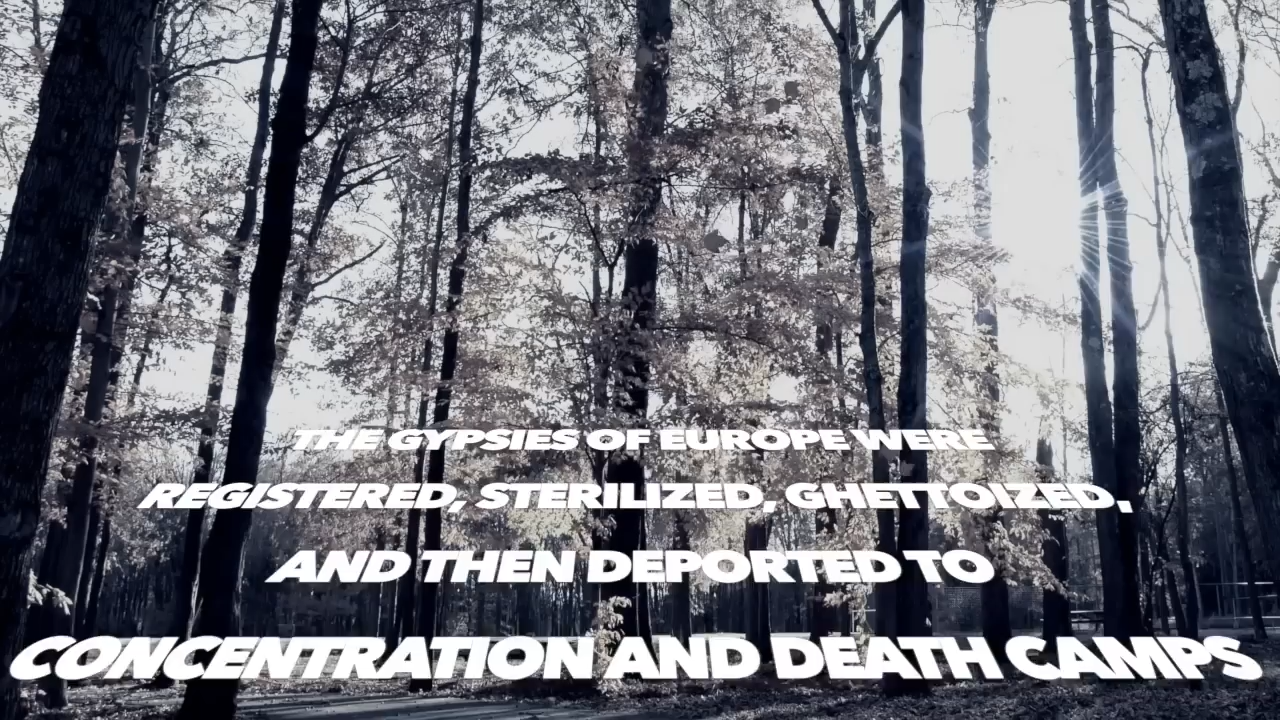 THE GYPSIES OF EUROPE WERE
REGISTERED, STERILIZED, GHETTOIZED,
AND THEN DEPORTED TO
CONCENTRATION AND DEATH CAMPS